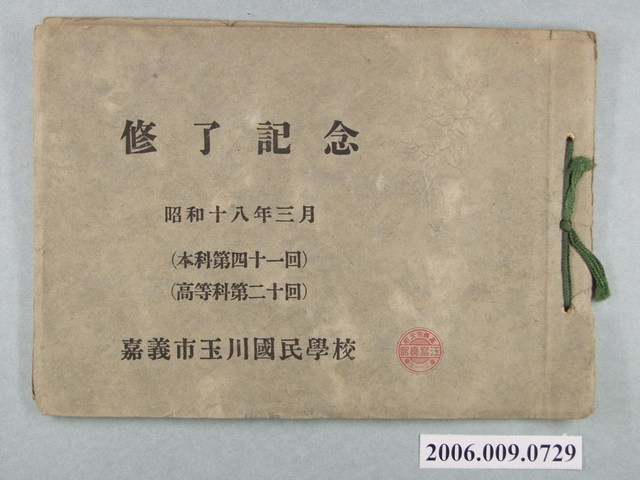 修了記念
昭和十八年三月
(本科第四十一回)
(高等科第二十回)
嘉義市玉川國民學校
2006.009.0729